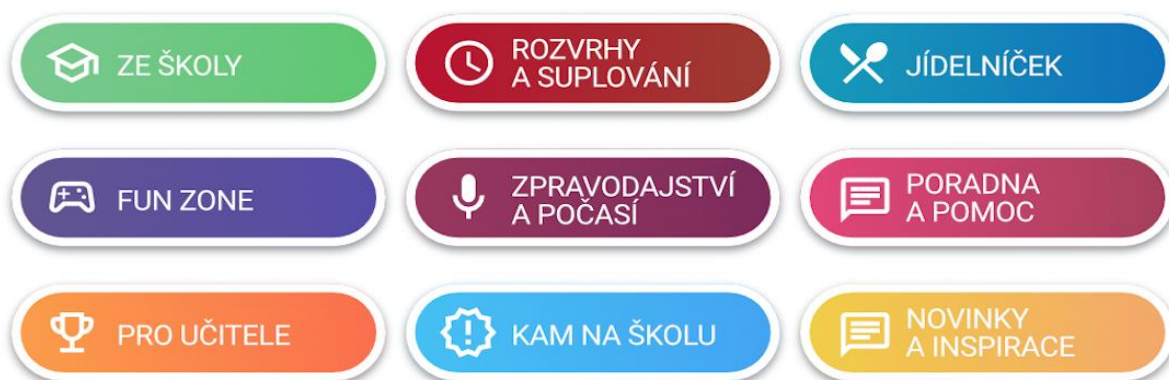 ZE ŠKOLY
ROZVRHY
A SUPLOVÁNÍ
JÍDELNÍČEK
FUN ZONE
ZPRAVODAJSTVÍ
A POČASÍ
PORADNA
A POMOC
PRO UČITELE
KAM NA ŠKOLU
NOVINKY
A INSPIRACE